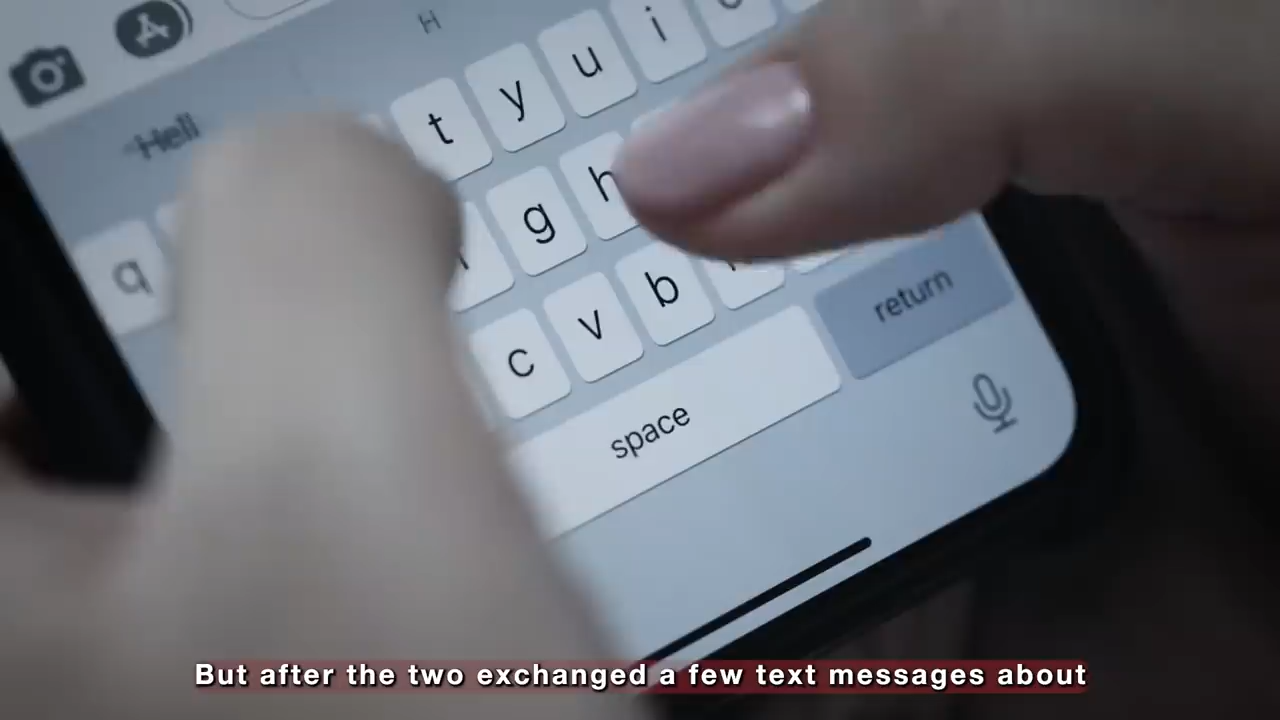 H
Hell
t y u i
q g h
c v b
space return
But after the two exchanged a few text messages about